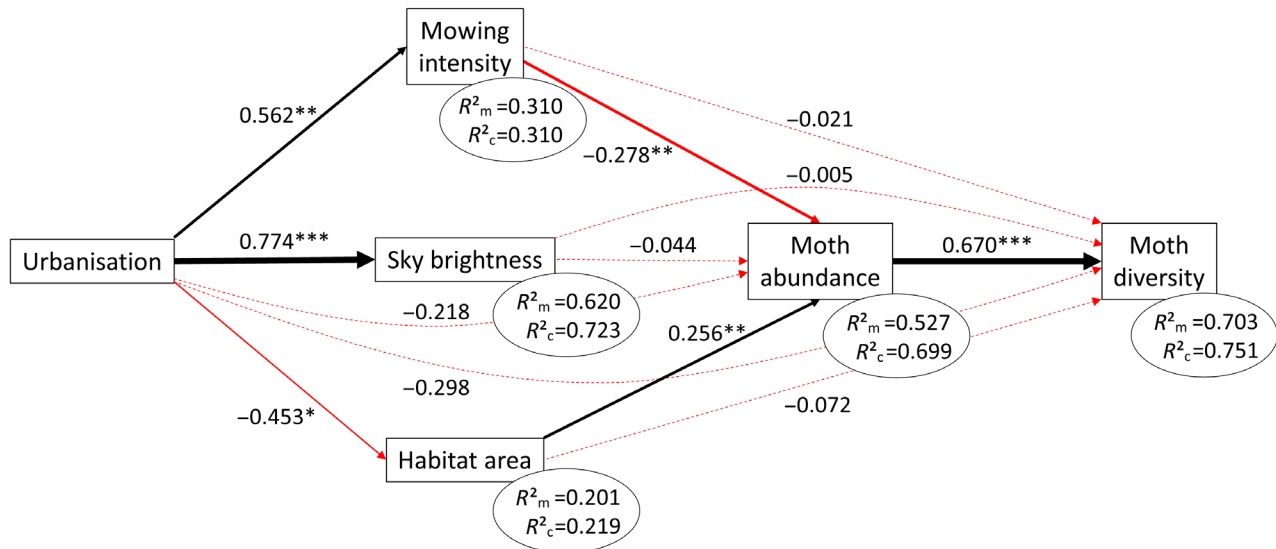 Mowing
intensity
R²m=0.310
R²c=0.310
0.562**
−0.278**
−0.021
−0.005
Urbanisation
0.774***
Sky brightness
−0.044
Moth
abundance
0.670***
Moth
diversity
R²m=0.620
R²c=0.723
−0.218
0.256**
R²m=0.527
R²c=0.699
R²m=0.703
R²c=0.751
−0.298
−0.072
−0.453*
Habitat area
R²m=0.201
R²c=0.219